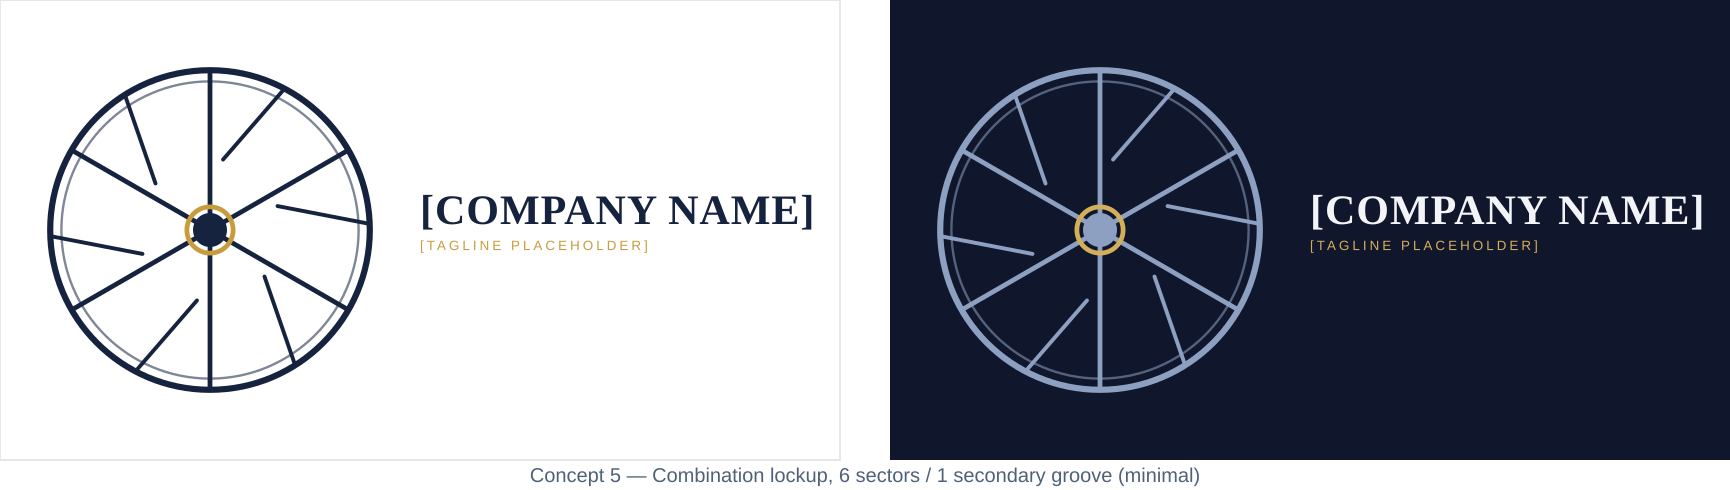 [COMPANY NAME]
[TAGLINE PLACEHOLDER]
[COMPANY NAME]
[TAGLINE PLACEHOLDER]
Concept 5 — Combination lockup, 6 sectors / 1 secondary groove (minimal)